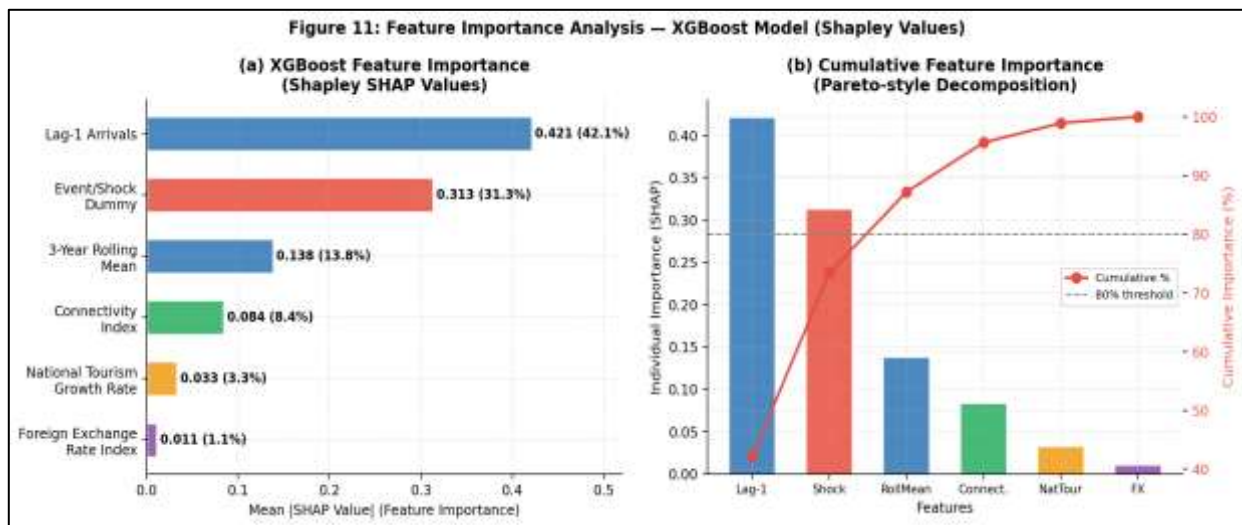 Figure 11: Feature Importance Analysis — XGBoost Model (Shapley Values)
(a) XGBoost Feature Importance
(Shapley SHAP Values)
Lag-1 Arrivals
0.421 (42.1%)
Event/Shock
Dummy
0.313 (31.3%)
3-Year Rolling
Mean
0.138 (13.8%)
Connectivity
Index
0.084 (8.4%)
National Tourism
Growth Rate
0.033 (3.3%)
Foreign Exchange
Rate Index
0.011 (1.1%)
0.0 0.1 0.2 0.3 0.4 0.5
Mean |SHAP Value| (Feature Importance)
(b) Cumulative Feature Importance
(Pareto-style Decomposition)
Individual Importance (SHAP)
0.40
0.35
0.30
0.25
0.20
0.15
0.10
0.05
0.00
Lag-1 Shock RollMean Connect. NatTour FX
Features
Cumulative %
80% threshold
100
90
80
70
60
50
40
Cumulative Importance (%)